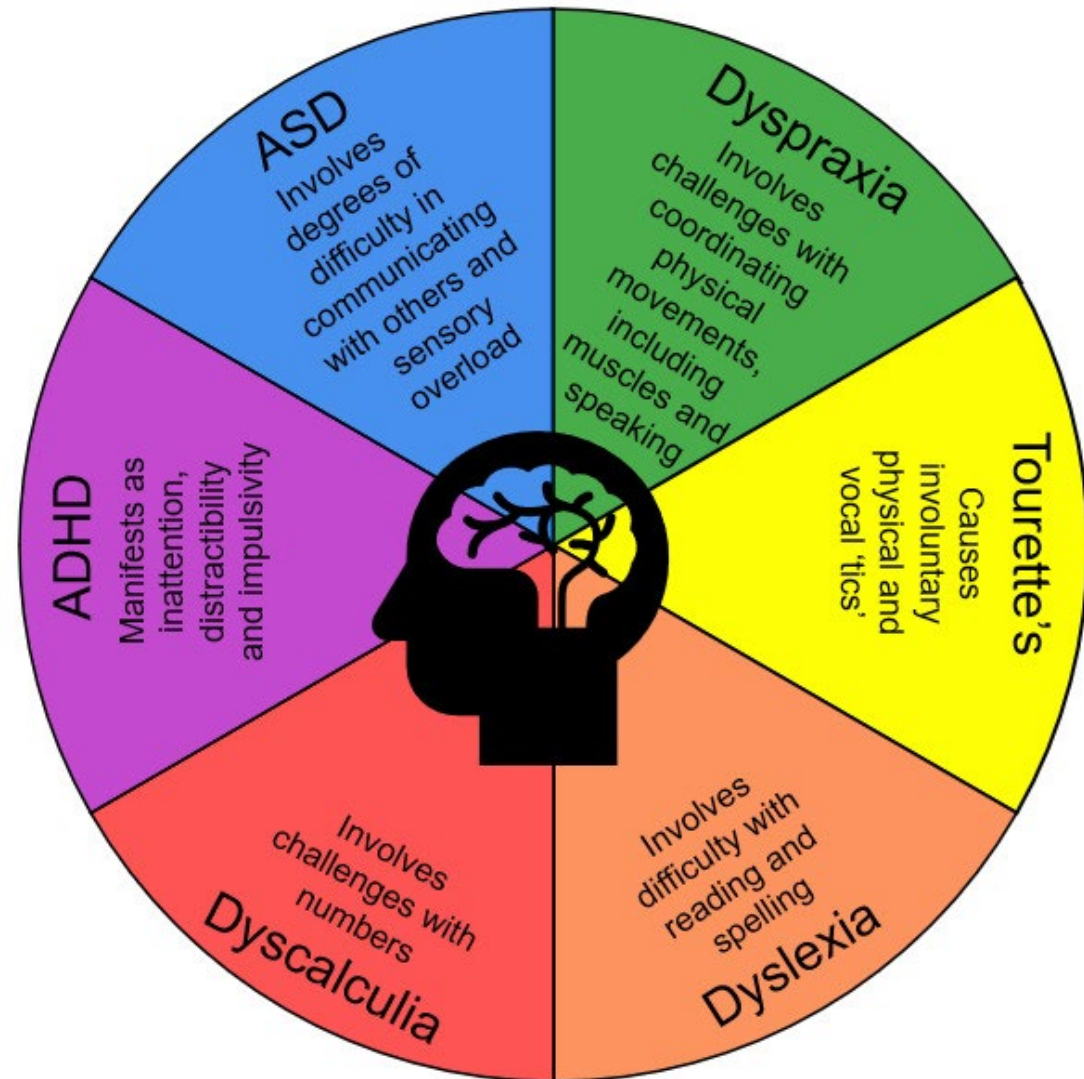 ASD
Involves
degrees of
difficulty in
communicating
with others and
sensory
overload
Dyspraxia
Involves
challenges with
coordinating
physical
movements,
including
muscles and
speaking
Tourette's
Causes
involuntary
physical and
vocal 'tics'
Involves
difficulty with
reading and
spelling
Dyslexia
Involves
challenges with
numbers
Dyscalculia
ADHD
Manifests as
inattention,
distractibility
and impulsivity